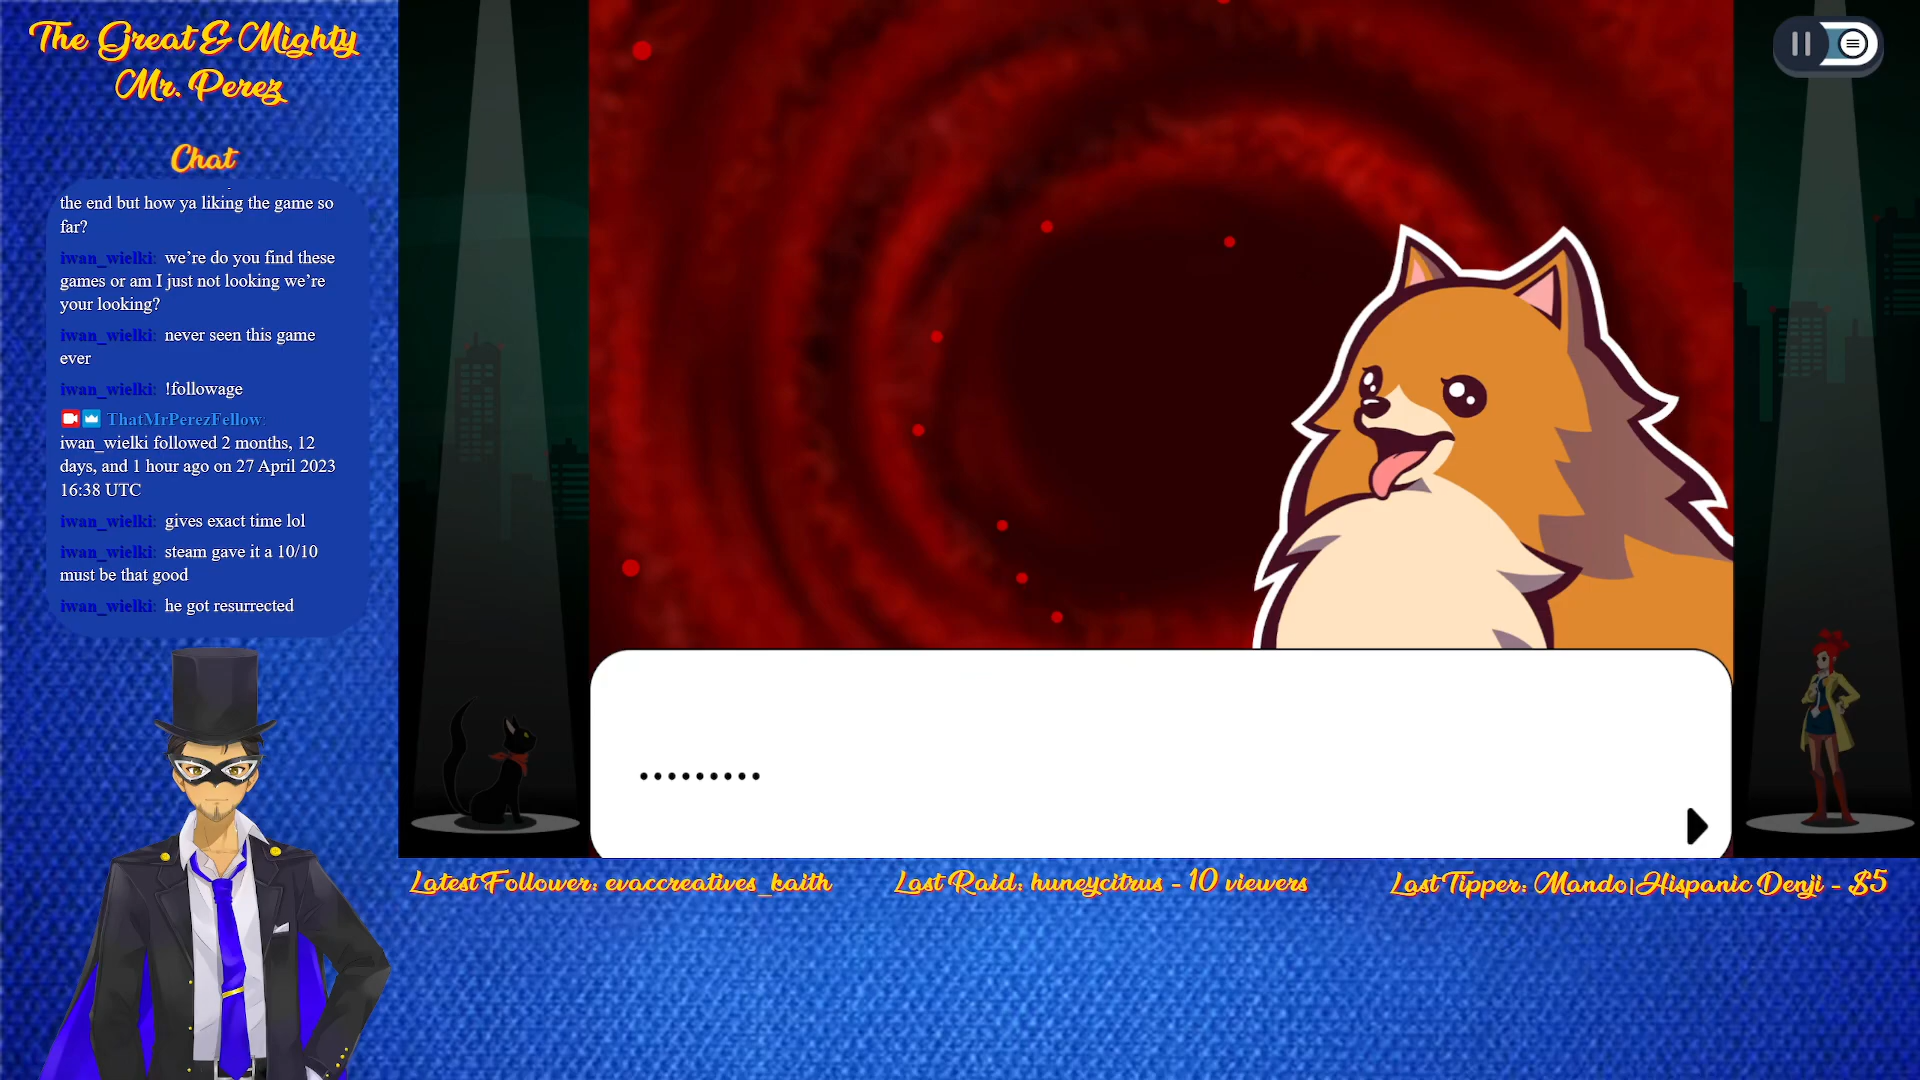 The Great & Mighty
Mr. Perez
Chat
the end but how ya liking the game so
far?
iwan_wielki: we’re do you find these
games or am I just not looking we’re
your looking?
iwan_wielki: never seen this game
ever
iwan_wielki: !followage
ThatMrPerezFellow:
iwan_wielki followed 2 months, 12
days, and 1 hour ago on 27 April 2023
16:38 UTC
iwan_wielki: gives exact time lol
iwan_wielki: steam gave it a 10/10
must be that good
iwan_wielki: he got resurrected
.........
Latest Follower: evaccreatives_kaith
Last Raid: huneycitrus - 10 viewers
Last Tipper: Mando|Hispanic Denji - $5